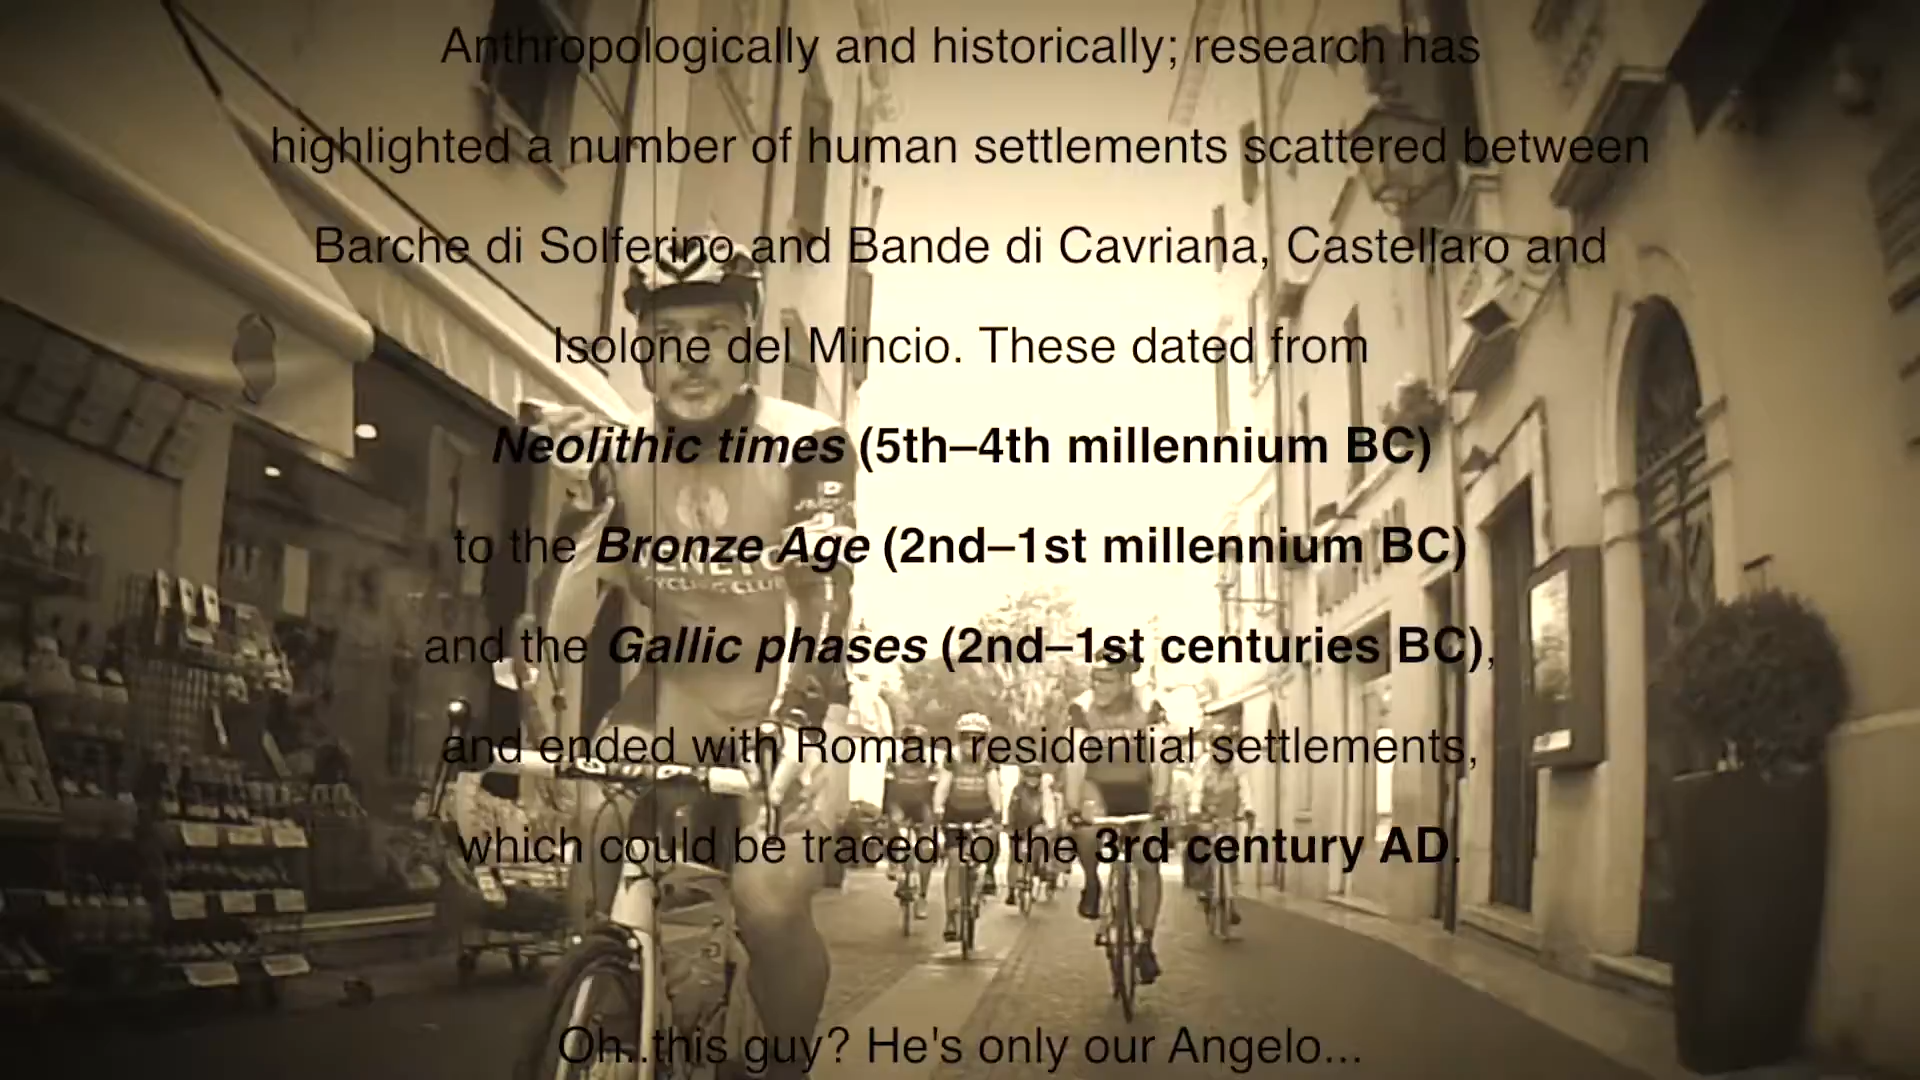 Anthropologically and historically; research has
highlighted a number of human settlements scattered between
Barche di Solferino and Bande di Cavriana, Castellaro and
Isolone del Mincio. These dated from
Neolithic times (5th–4th millennium BC)
to the Bronze Age (2nd–1st millennium BC)
and the Gallic phases (2nd–1st centuries BC),
and ended with Roman residential settlements,
which could be traced to the 3rd century AD.
Oh..this guy? He's only our Angelo...